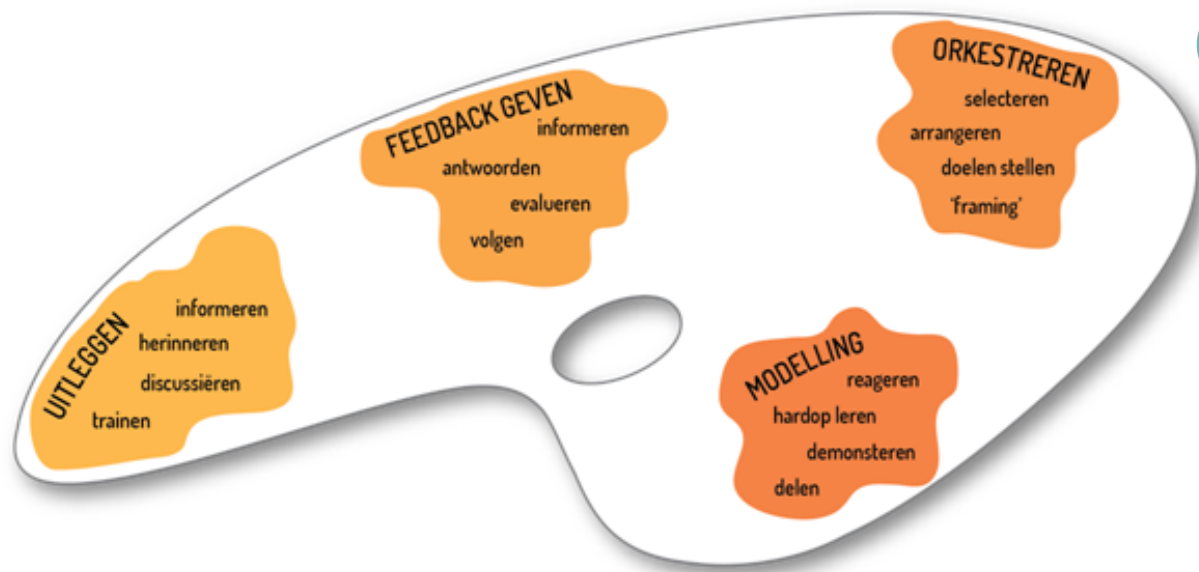 UITLEGGEN
informeren
herinneren
discussiëren
trainen
FEEDBACK GEVEN
informeren
antwoorden
evalueren
volgen
ORKESTREREN
selecteren
arrangeren
doelen stellen
'framing'
MODELLING
reageren
hardop leren
demonsteren
delen